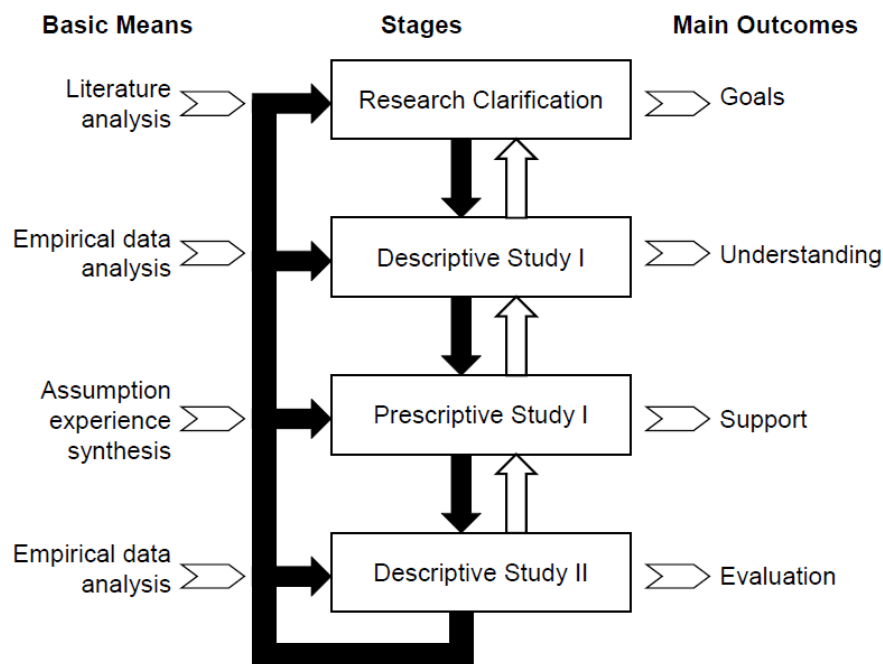 Basic Means
Stages
Main Outcomes
Literature
analysis
Research Clarification
Goals
Empirical data
analysis
Descriptive Study I
Understanding
Assumption
experience
synthesis
Prescriptive Study I
Support
Empirical data
analysis
Descriptive Study II
Evaluation